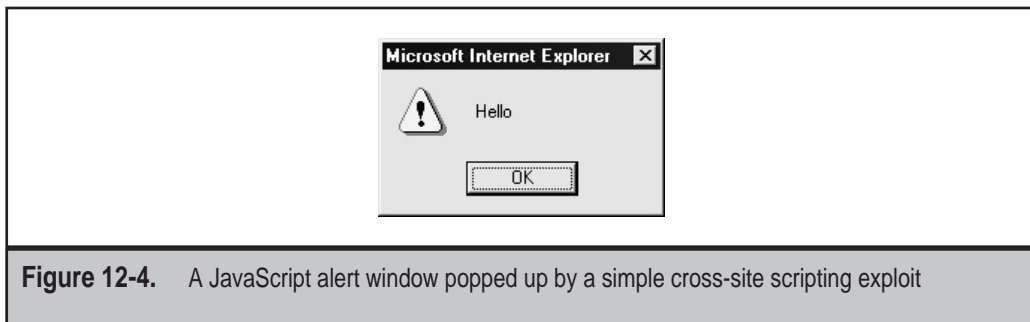 Microsoft Internet Explorer
Hello
OK
Figure 12-4. A JavaScript alert window popped up by a simple cross-site scripting exploit